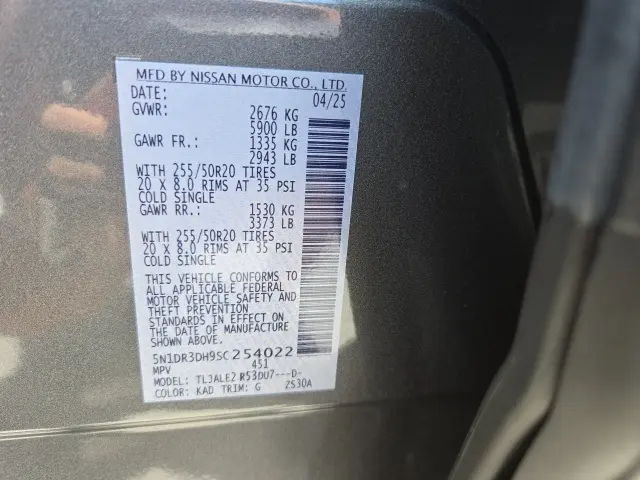 MFD BY NISSAN MOTOR CO., LTD.
DATE: 04/25
GVWR: 2676 KG
5900 LB
GAWR FR.: 1335 KG
2943 LB
WITH 255/50R20 TIRES
20 X 8.0 RIMS AT 35 PSI
COLD SINGLE
GAWR RR.: 1530 KG
3373 LB
WITH 255/50R20 TIRES
20 X 8.0 RIMS AT 35 PSI
COLD SINGLE
THIS VEHICLE CONFORMS TO
ALL APPLICABLE FEDERAL
MOTOR VEHICLE SAFETY AND
THEFT PREVENTION
STANDARDS IN EFFECT ON
THE DATE OF MANUFACTURE
SHOWN ABOVE.
5N1DR3DH9SC254022
MPV 451
MODEL: TL3ALE2 R53DU7---D-
COLOR: KAD TRIM: G 2S30A